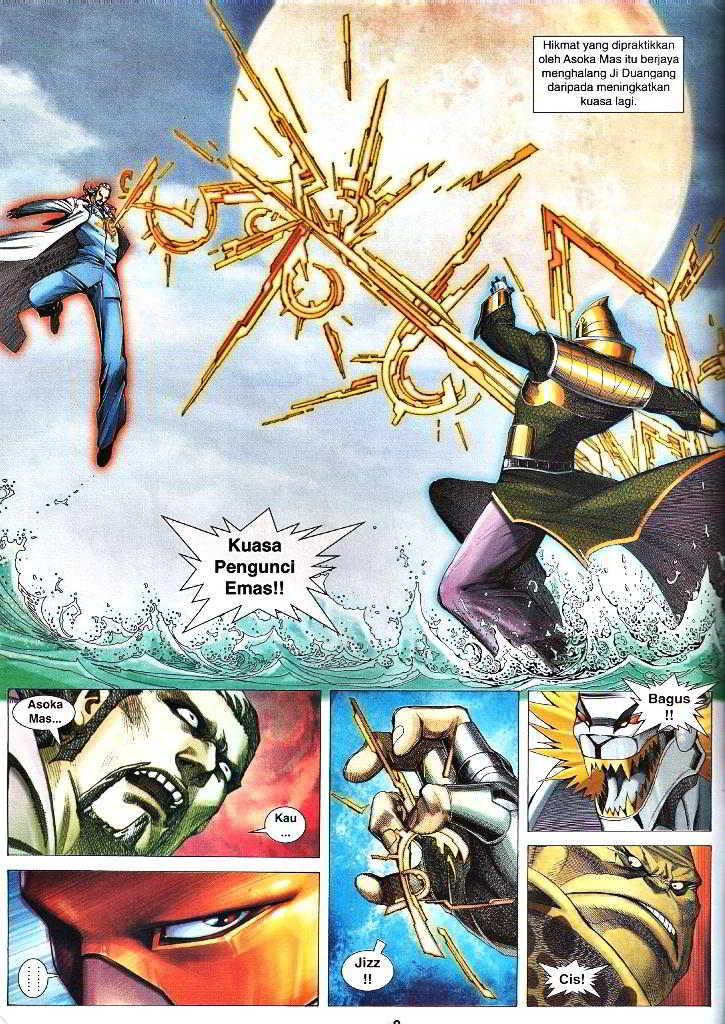 Hikmat yang dipraktikkan
oleh Asoka Mas itu berjaya
menghalang Ji Duangang
daripada meningkatkan
kuasa lagi.
Kuasa
Pengunci
Emas!!
Asoka
Mas...
Kau
...
Jizz
!!
Bagus
!!
Cis!